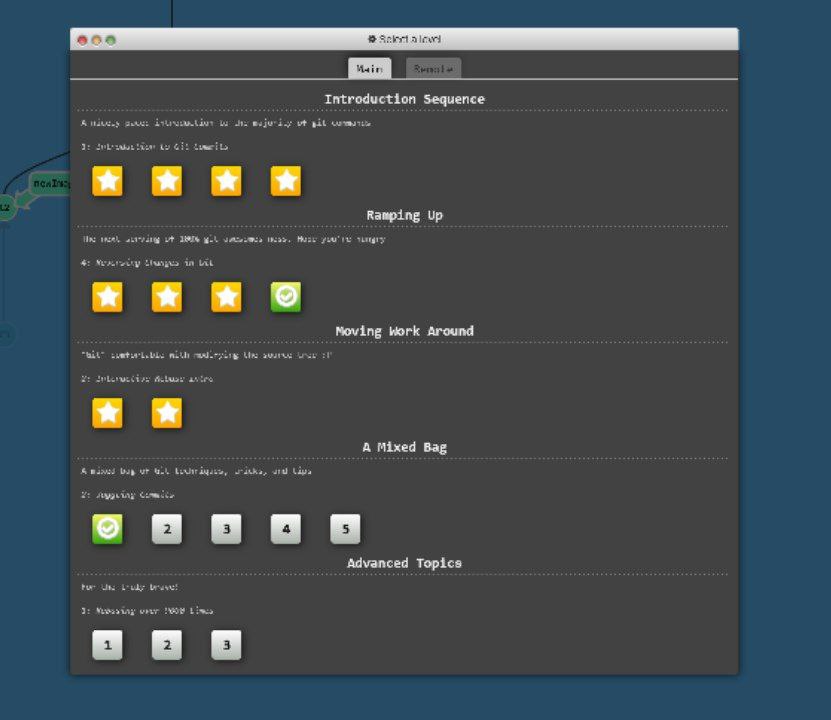 Select a level
Main Remote
Introduction Sequence
A nicely paced introduction to the majority of git commands
1: Introduction to Git Commits
Ramping Up
The next serving of 100% git awesomes ness. Hope you're hungry
4: Reversing Changes in Git
Moving Work Around
"Git" comfortable with modifying the source tree :P
2: Interactive Rebase Intro
A Mixed Bag
A mixed bag of Git techniques, tricks, and tips
2: Juggling Commits
2 3 4 5
Advanced Topics
For the truly brave!
1: Rebasing over 9000 times
1 2 3